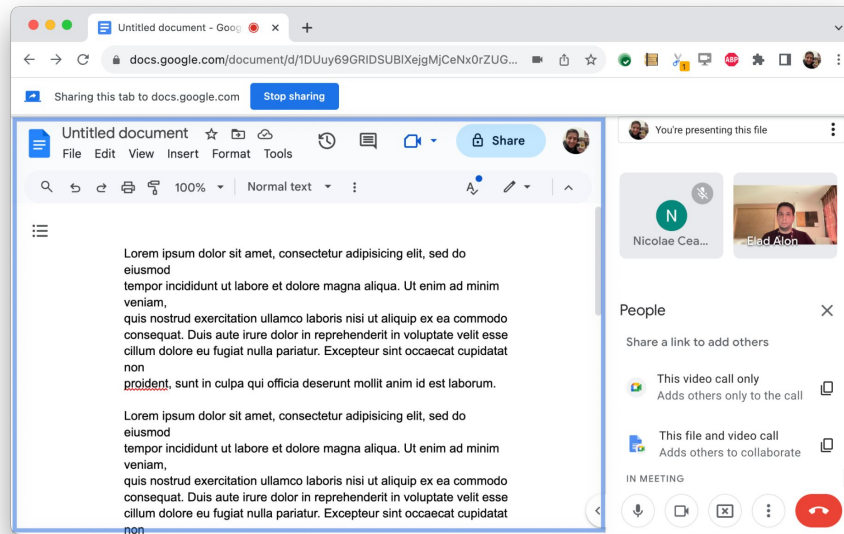 Untitled document - Goog
docs.google.com/document/d/1DUuy69GRIDSUBIXejgMjCeNx0rZUG...
1
ABP
Sharing this tab to docs.google.com
Stop sharing
Untitled document
File Edit View Insert Format Tools
Share
100%
Normal text
Lorem ipsum dolor sit amet, consectetur adipisicing elit, sed do
eiusmod
tempor incididunt ut labore et dolore magna aliqua. Ut enim ad minim
veniam,
quis nostrud exercitation ullamco laboris nisi ut aliquip ex ea commodo
consequat. Duis aute irure dolor in reprehenderit in voluptate velit esse
cillum dolore eu fugiat nulla pariatur. Excepteur sint occaecat cupidatat
non
proident, sunt in culpa qui officia deserunt mollit anim id est laborum.
Lorem ipsum dolor sit amet, consectetur adipisicing elit, sed do
eiusmod
tempor incididunt ut labore et dolore magna aliqua. Ut enim ad minim
veniam,
quis nostrud exercitation ullamco laboris nisi ut aliquip ex ea commodo
consequat. Duis aute irure dolor in reprehenderit in voluptate velit esse
cillum dolore eu fugiat nulla pariatur. Excepteur sint occaecat cupidatat
non
You're presenting this file
N
Nicolae Cea...
Elad Alon
People
Share a link to add others
This video call only
Adds others only to the call
This file and video call
Adds others to collaborate
IN MEETING